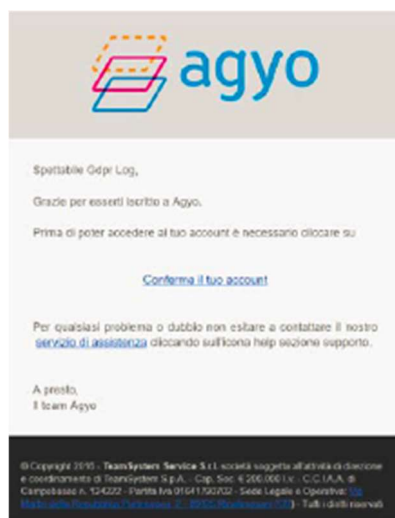 agyo
Spettabile Gdpr Log,
Grazie per esserti iscritto a Agyo.
Prima di poter accedere al tuo account è necessario cliccare su
Conferma il tuo account
Per qualsiasi problema o dubbio non esitare a contattare il nostro
servizio di assistenza cliccando sull'icona help sezione supporto.
A presto,
Il team Agyo
© Copyright 2016 - TeamSystem Service S.r.l. società soggetta all'attività di direzione
e coordinamento di TeamSystem S.p.A. - Cap. Soc. € 200.000 i.v. - C.C.I.A.A. di
Campobasso n. - Partita Iva - Sede Legale e Operativa: Via
- Tutti i diritti riservati